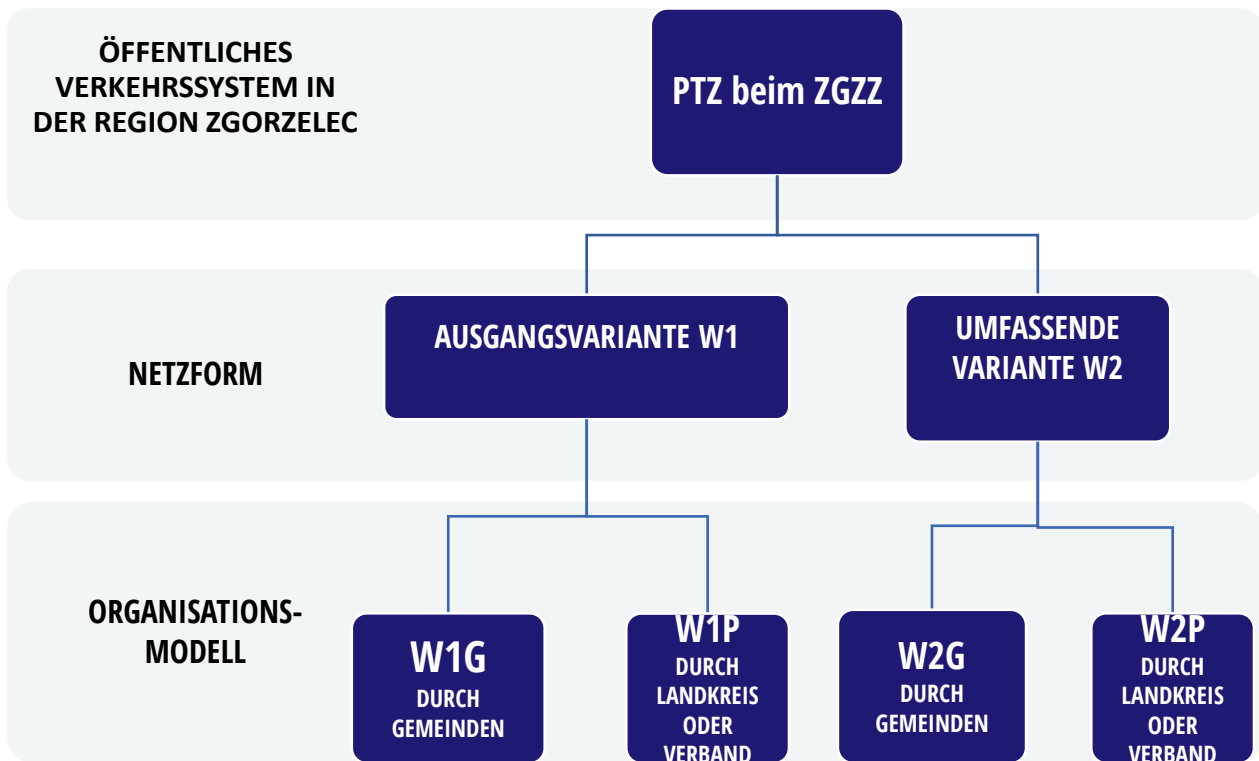 ÖFFENTLICHES
VERKEHRSSYSTEM IN
DER REGION ZGORZELEC
PTZ beim ZGZZ
NETZFORM
AUSGANGSVARIANTE W1
UMFASSENDE
VARIANTE W2
ORGANISATIONS-
MODELL
W1G
DURCH
GEMEINDEN
W1P
DURCH
LANDKREIS
ODER
VERBAND
W2G
DURCH
GEMEINDEN
W2P
DURCH
LANDKREIS
ODER
VERBAND